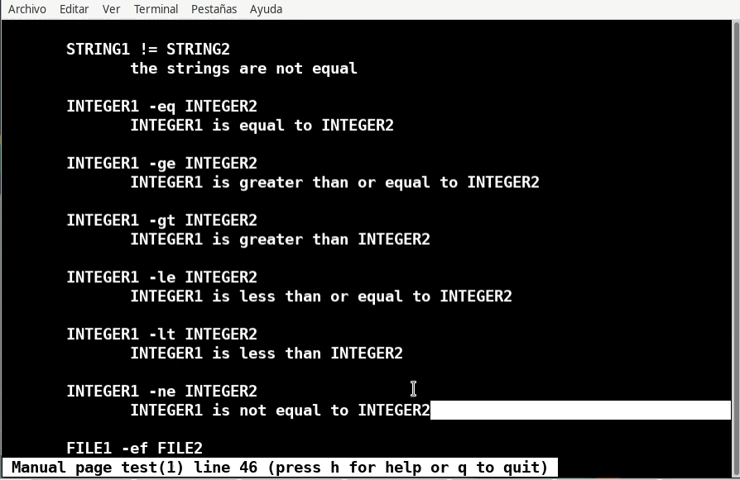 Archivo Editar Ver Terminal Pestañas Ayuda
STRING1 != STRING2
the strings are not equal
INTEGER1 -eq INTEGER2
INTEGER1 is equal to INTEGER2
INTEGER1 -ge INTEGER2
INTEGER1 is greater than or equal to INTEGER2
INTEGER1 -gt INTEGER2
INTEGER1 is greater than INTEGER2
INTEGER1 -le INTEGER2
INTEGER1 is less than or equal to INTEGER2
INTEGER1 -lt INTEGER2
INTEGER1 is less than INTEGER2
INTEGER1 -ne INTEGER2
INTEGER1 is not equal to INTEGER2
FILE1 -ef FILE2
Manual page test(1) line 46 (press h for help or q to quit)